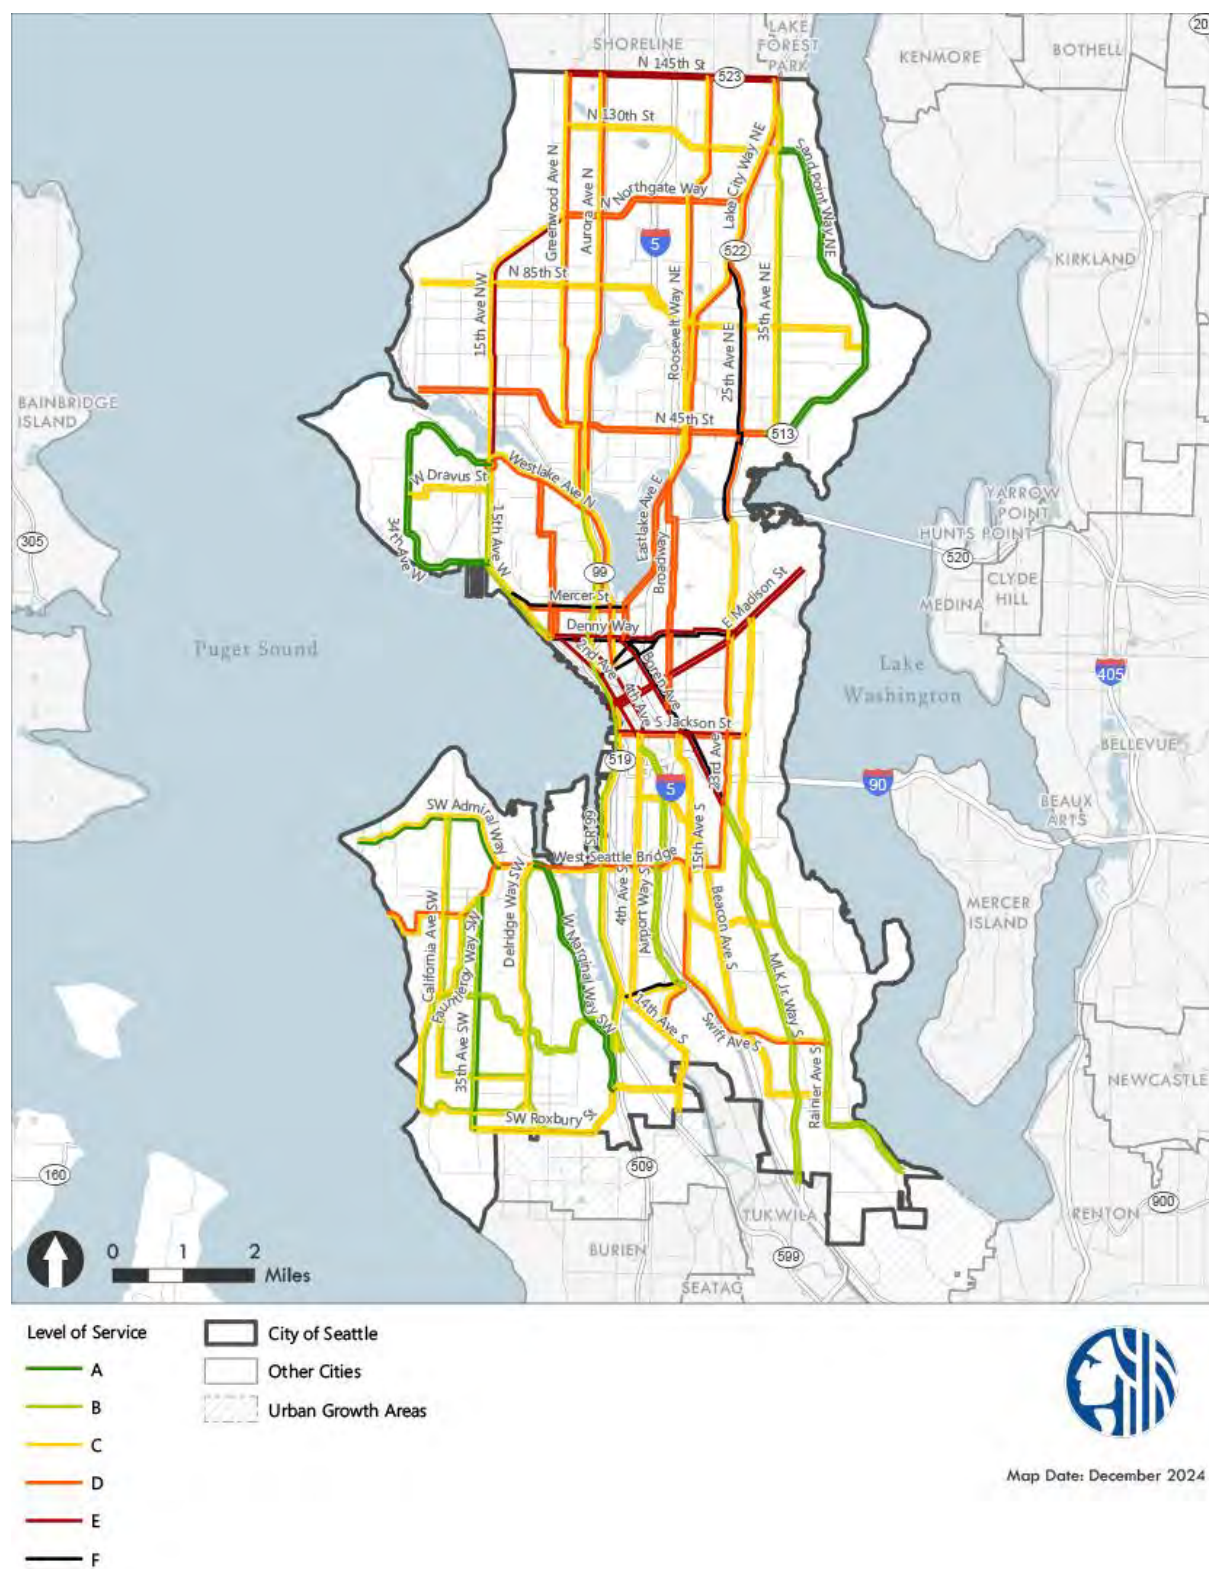 SHORELINE
LAKE
FOREST
PARK
KENMORE
BOTHELL
20
N 145th St
523
N 130th St
Greenwood Ave N
Aurora Ave N
N Northgate Way
Lake City Way NE
Sand Point Way NE
5
522
KIRKLAND
N 85th St
15th Ave NW
Roosevelt Way NE
25th Ave NE
35th Ave NE
BAINBRIDGE
ISLAND
N 45th St
513
W Dravus St
Westlake Ave N
34th Ave W
15th Ave W
Eastlake Ave E
Broadway
YARROW
POINT
HUNTS POINT
520
305
CLYDE
HILL
MEDINA
99
Mercer St
E Madison St
Denny Way
Puget Sound
2nd Ave
4th Ave
Boren Ave
Lake
Washington
405
S Jackson St
23rd Ave
BELLEVUE
519
5
90
BEAUX
ARTS
SW Admiral Way
SR 99
15th Ave S
West Seattle Bridge
4th Ave S
Airport Way S
Beacon Ave S
MERCER
ISLAND
California Ave SW
Fauntleroy Way SW
Delridge Way SW
W Marginal Way SW
MLK Jr. Way S
35th Ave SW
14th Ave S
Swift Ave S
Rainier Ave S
NEWCASTLE
SW Roxbury St
509
160
TUKWILA
RENTON
900
BURIEN
599
SEATAC
0 1 2
Miles
Level of Service
A
B
C
D
E
F
City of Seattle
Other Cities
Urban Growth Areas
Map Date: December 2024